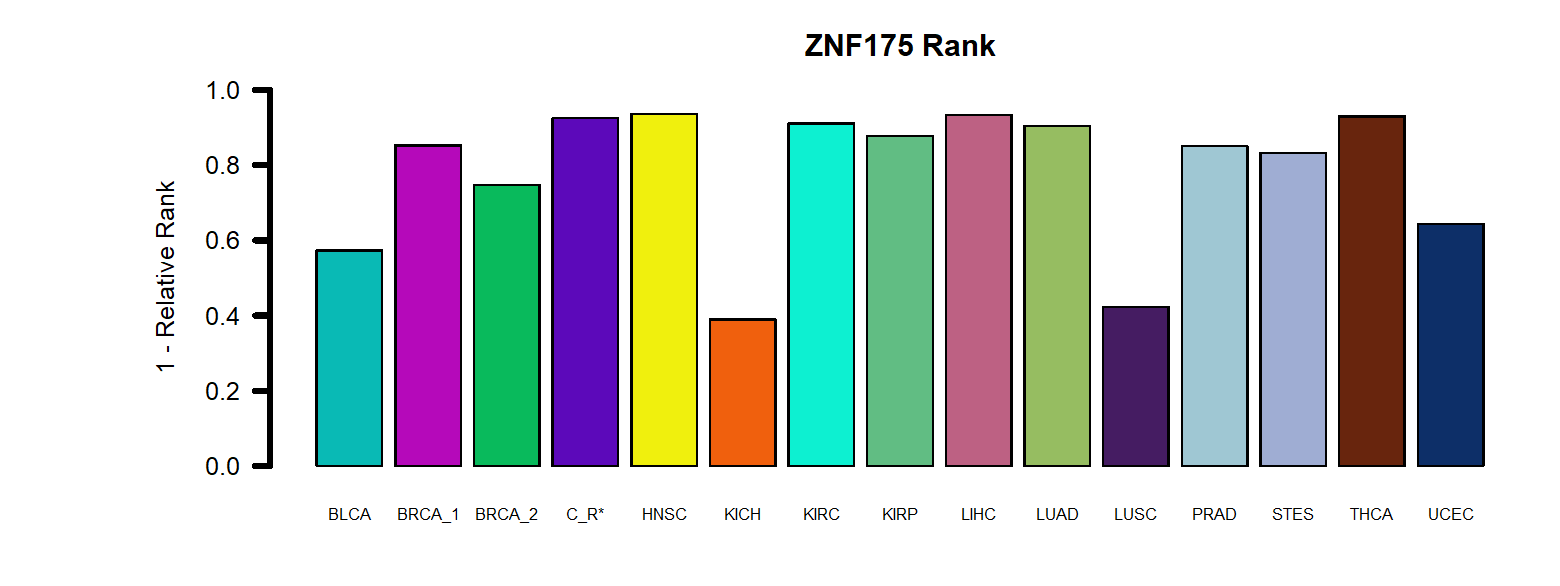 ZNF175 Rank
1 - Relative Rank
1.0
0.8
0.6
0.4
0.2
0.0
BLCA BRCA_1 BRCA_2 C_R* HNSC KICH KIRC KIRP LIHC LUAD LUSC PRAD STES THCA UCEC